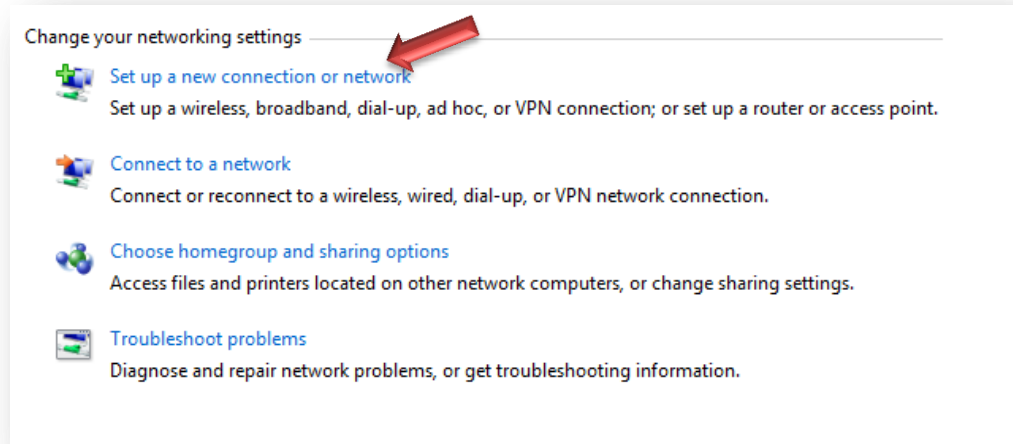 Change your networking settings
Set up a new connection or network
Set up a wireless, broadband, dial-up, ad hoc, or VPN connection; or set up a router or access point.
Connect to a network
Connect or reconnect to a wireless, wired, dial-up, or VPN network connection.
Choose homegroup and sharing options
Access files and printers located on other network computers, or change sharing settings.
Troubleshoot problems
Diagnose and repair network problems, or get troubleshooting information.